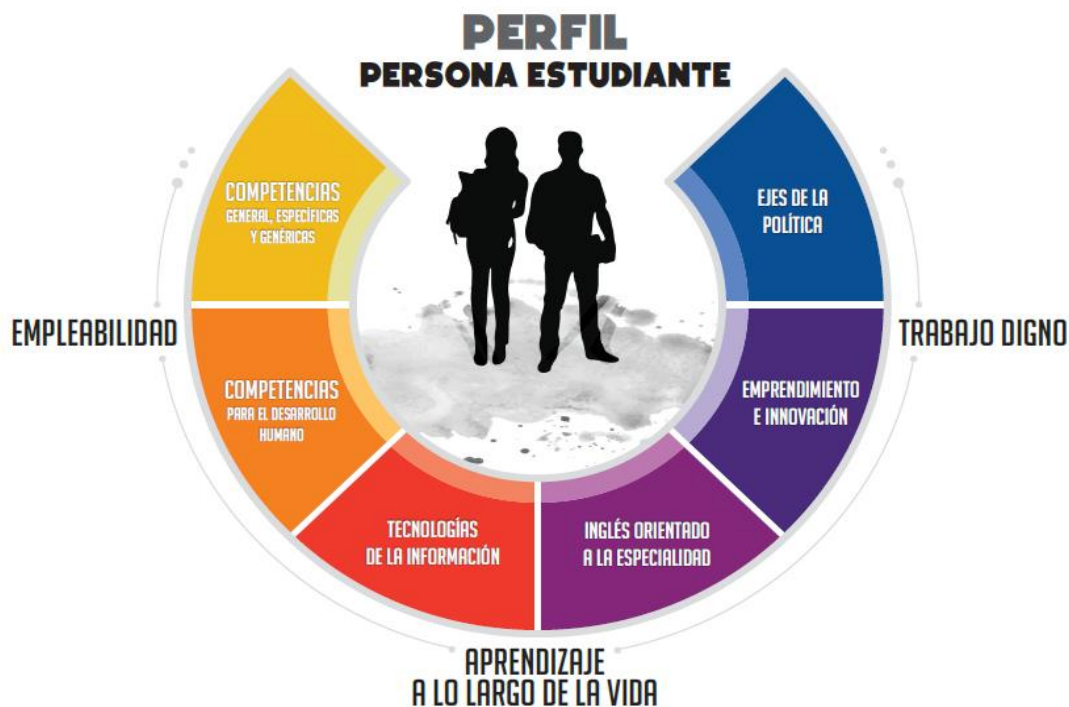 PERFIL
PERSONA ESTUDIANTE
COMPETENCIAS
GENERAL, ESPECÍFICAS
Y GENÉRICAS
EJES DE LA
POLÍTICA
EMPLEABILIDAD
TRABAJO DIGNO
COMPETENCIAS
PARA EL DESARROLLO
HUMANO
EMPRENDIMIENTO
E INNOVACIÓN
TECNOLOGÍAS
DE LA INFORMACIÓN
INGLÉS ORIENTADO
A LA ESPECIALIDAD
APRENDIZAJE
A LO LARGO DE LA VIDA